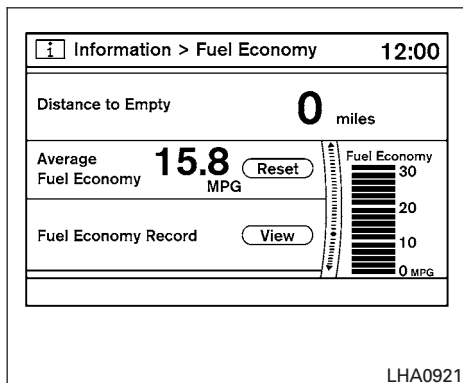 i Information > Fuel Economy 12:00
Distance to Empty 0 miles
Average
Fuel Economy 15.8 MPG Reset
Fuel Economy Record View
Fuel Economy
30
20
10
0 MPG
LHA0921